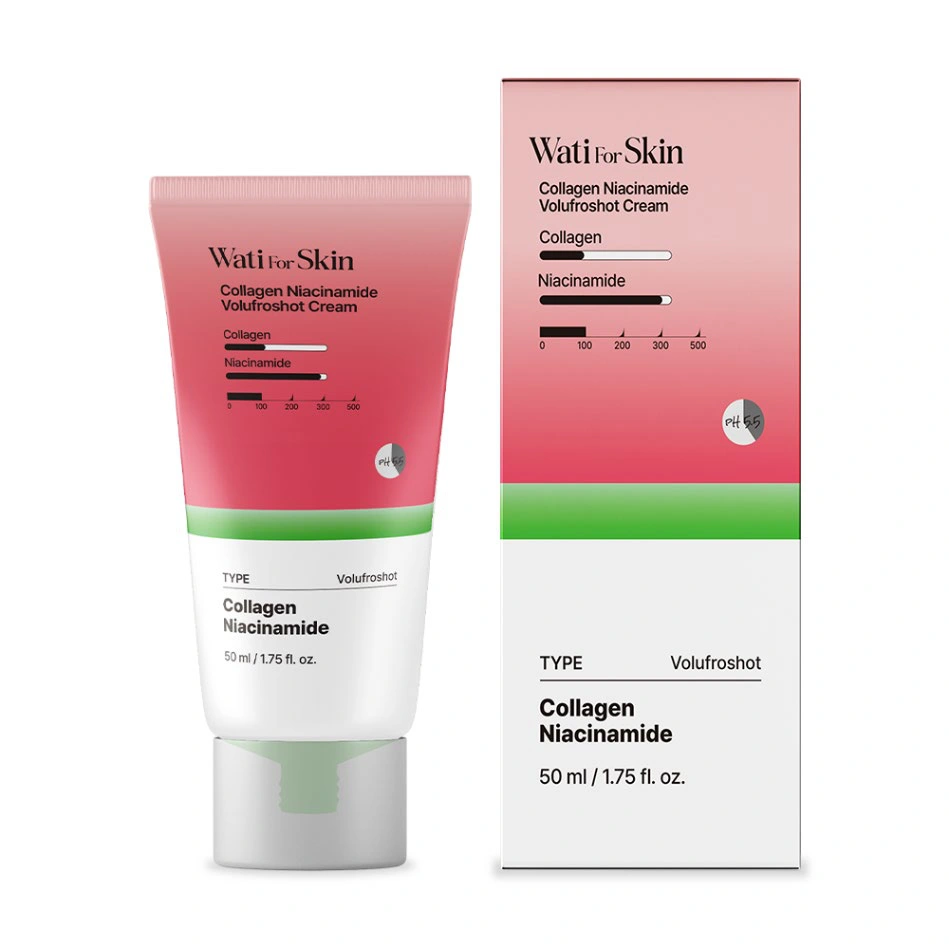 Wati For Skin
Collagen Niacinamide
Volufroshot Cream
Collagen
Niacinamide
0 100 200 300 500
PH 5.5
TYPE Volufroshot
Collagen
Niacinamide
50 ml / 1.75 fl. oz.
Wati For Skin
Collagen Niacinamide
Volufroshot Cream
Collagen
Niacinamide
0 100 200 300 500
PH 5.5
TYPE Volufroshot
Collagen
Niacinamide
50 ml / 1.75 fl. oz.